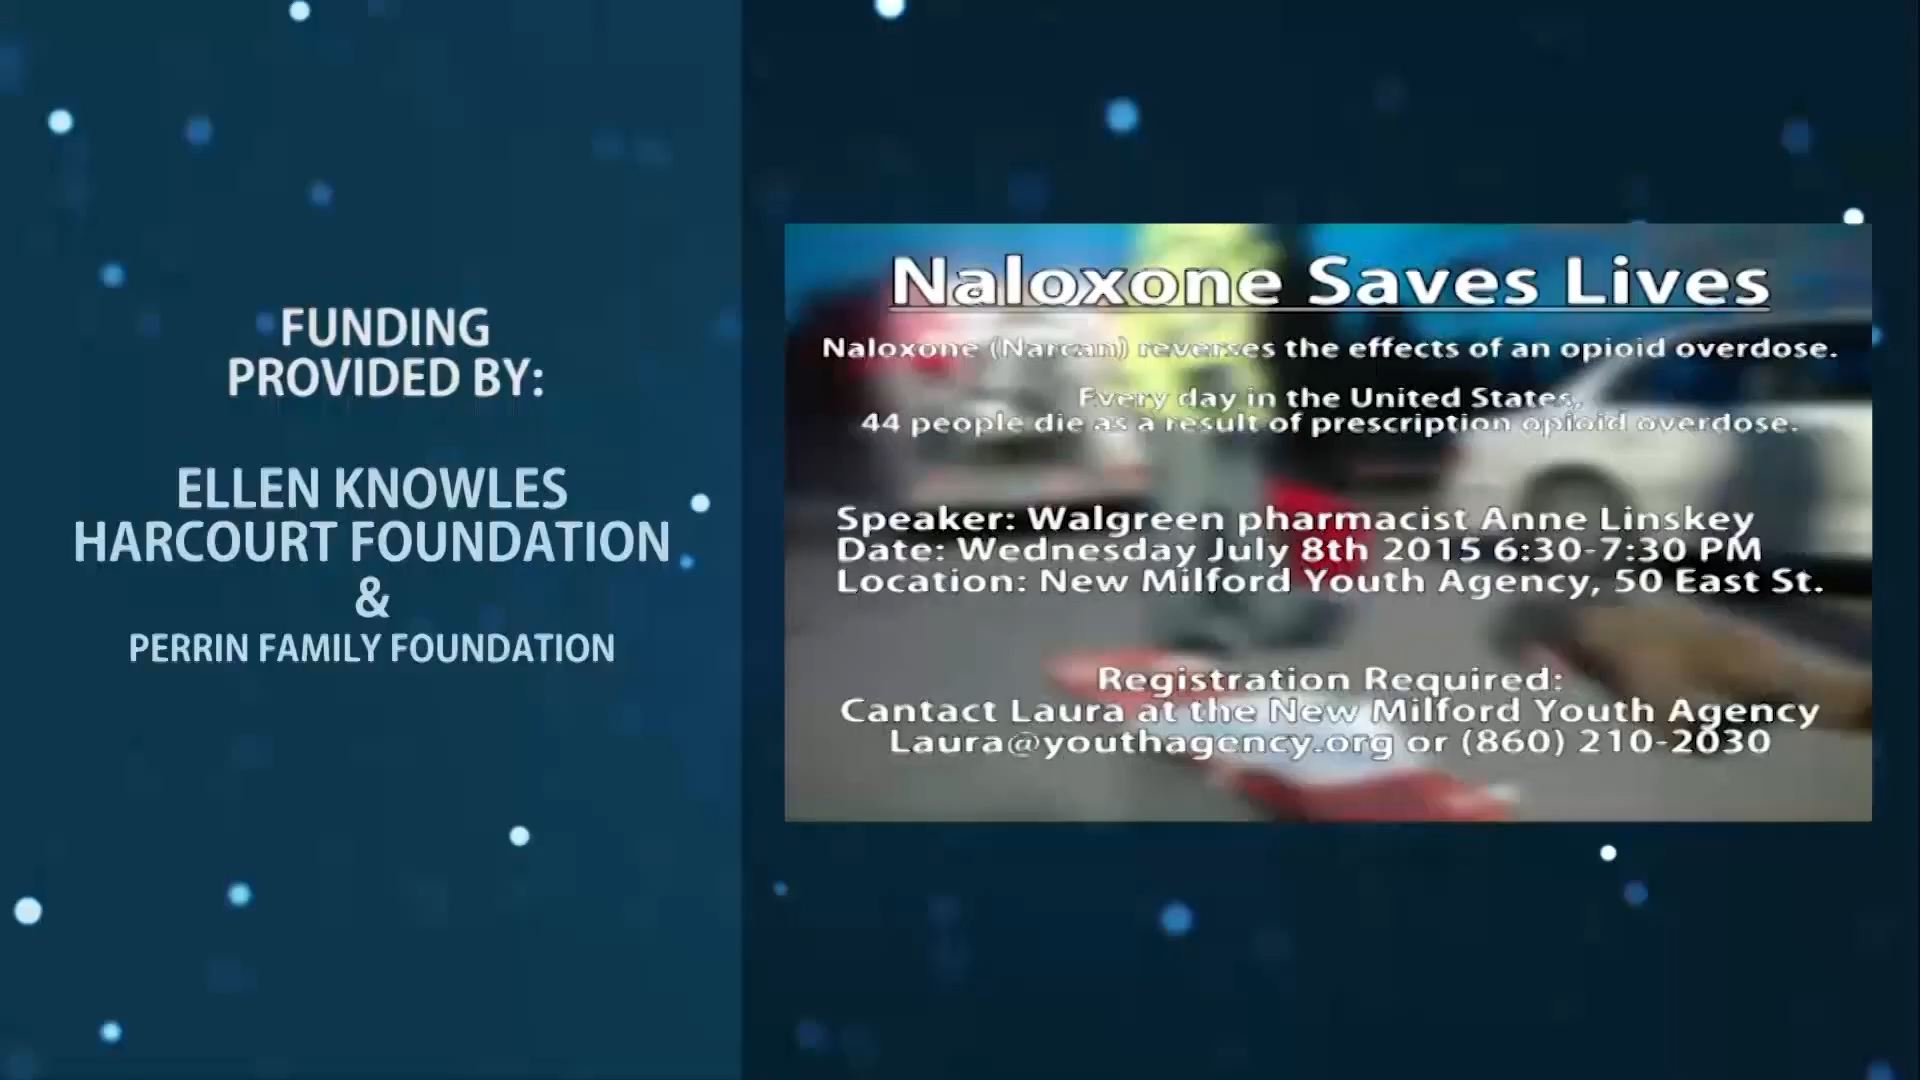 FUNDING
PROVIDED BY:
ELLEN KNOWLES
HARCOURT FOUNDATION
&
PERRIN FAMILY FOUNDATION
Naloxone Saves Lives
Naloxone (Narcan) reverses the effects of an opioid overdose.
Every day in the United States,
44 people die as a result of prescription opioid overdose.
Speaker: Walgreen pharmacist Anne Linskey
Date: Wednesday July 8th 2015 6:30-7:30 PM
Location: New Milford Youth Agency, 50 East St.
Registration Required:
Cantact Laura at the New Milford Youth Agency
Laura@youthagency.org or (860) 210-2030